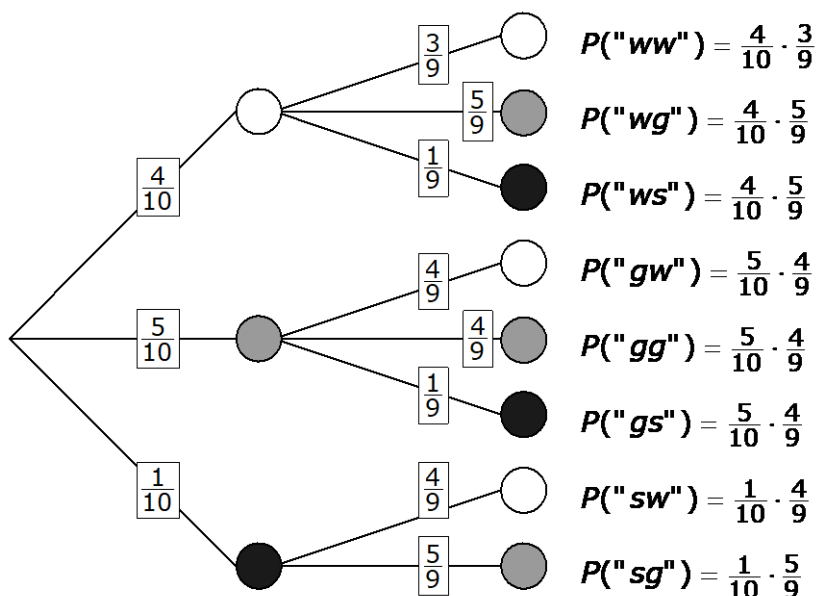 3/9
P("ww") = 4/10 · 3/9
5/9
P("wg") = 4/10 · 5/9
1/9
P("ws") = 4/10 · 5/9
4/10
4/9
P("gw") = 5/10 · 4/9
5/10
4/9
P("gg") = 5/10 · 4/9
1/9
P("gs") = 5/10 · 4/9
1/10
4/9
P("sw") = 1/10 · 4/9
5/9
P("sg") = 1/10 · 5/9